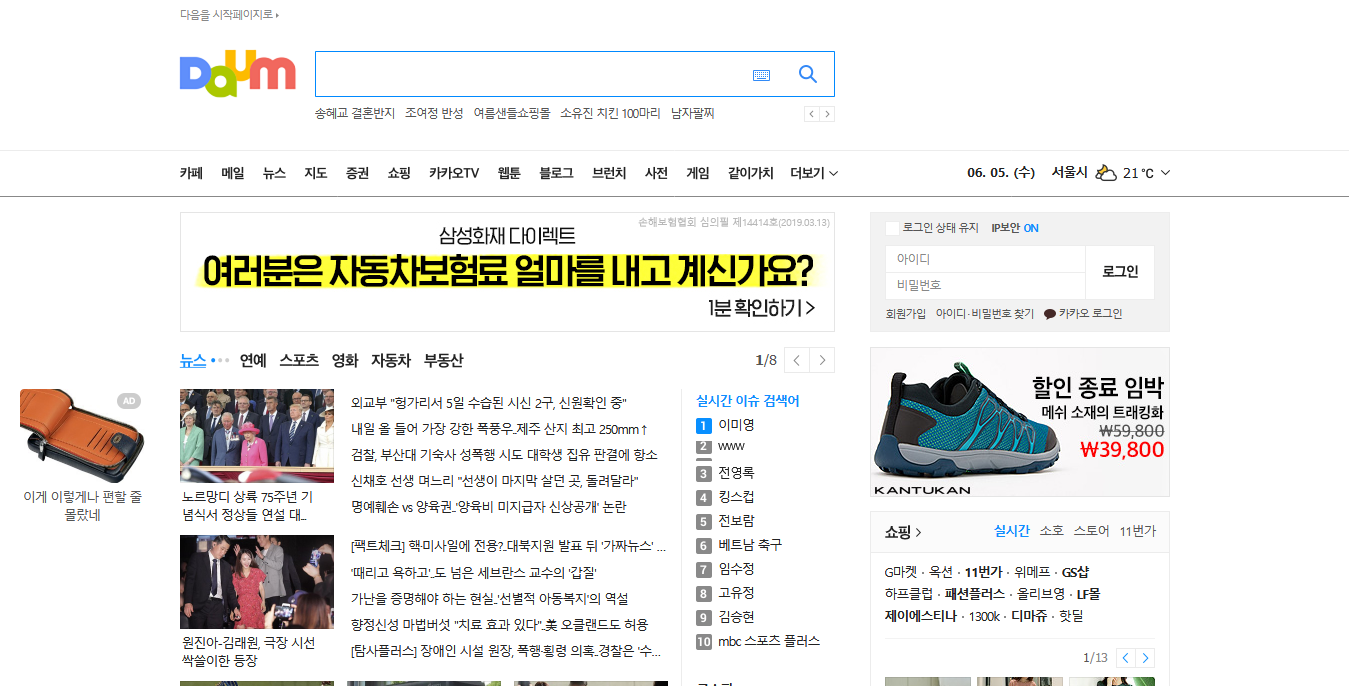 다음을 시작페이지로
Daum
송혜교 결혼반지 조여정 반성 여름샌들쇼핑몰 소유진 치킨 100마리 남자팔찌
카페 메일 뉴스 지도 증권 쇼핑 카카오TV 웹툰 블로그 브런치 사전 게임 같이가치 더보기
06. 05. (수) 서울시 21 °C
손해보험협회 심의필 제14414호(2019.03.13)
삼성화재 다이렉트
여러분은 자동차보험료 얼마를 내고 계신가요?
1분 확인하기 >
로그인 상태 유지 IP보안 ON
아이디
비밀번호
로그인
회원가입 아이디·비밀번호 찾기 카카오 로그인
뉴스 연예 스포츠 영화 자동차 부동산
1/8
AD
이게 이렇게나 편할 줄
몰랐네
노르망디 상륙 75주년 기
념식서 정상들 연설 대...
원진아-김래원, 극장 시선
싹쓸이한 등장
외교부 "헝가리서 5일 수습된 시신 2구, 신원확인 중"
내일 올 들어 가장 강한 폭풍우..제주 산지 최고 250mm↑
검찰, 부산대 기숙사 성폭행 시도 대학생 집유 판결에 항소
신채호 선생 며느리 "선생이 마지막 살던 곳, 돌려달라"
명예훼손 vs 양육권..'양육비 미지급자 신상공개' 논란
[팩트체크] 핵·미사일에 전용?..대북지원 발표 뒤 '가짜뉴스' ...
'때리고 욕하고'..도 넘은 세브란스 교수의 '갑질'
가난을 증명해야 하는 현실..'선별적 아동복지'의 역설
향정신성 마법버섯 "치료 효과 있다"..美 오클랜드도 허용
[탐사플러스] 장애인 시설 원장, 폭행·횡령 의혹..경찰은 '수...
실시간 이슈 검색어
1 이미영
2 www
3 전영록
4 킹스컵
5 전보람
6 베트남 축구
7 임수정
8 고유정
9 김승현
10 mbc 스포츠 플러스
할인 종료 임박
메쉬 소재의 트래킹화
₩59,800
₩39,800
KANTUKAN
쇼핑 > 실시간 소호 스토어 11번가
G마켓 · 옥션 · 11번가 · 위메프 · GS샵
하프클럽 · 패션플러스 · 올리브영 · LF몰
제이에스티나 · 1300k · 디마쥬 · 핫딜
1/13